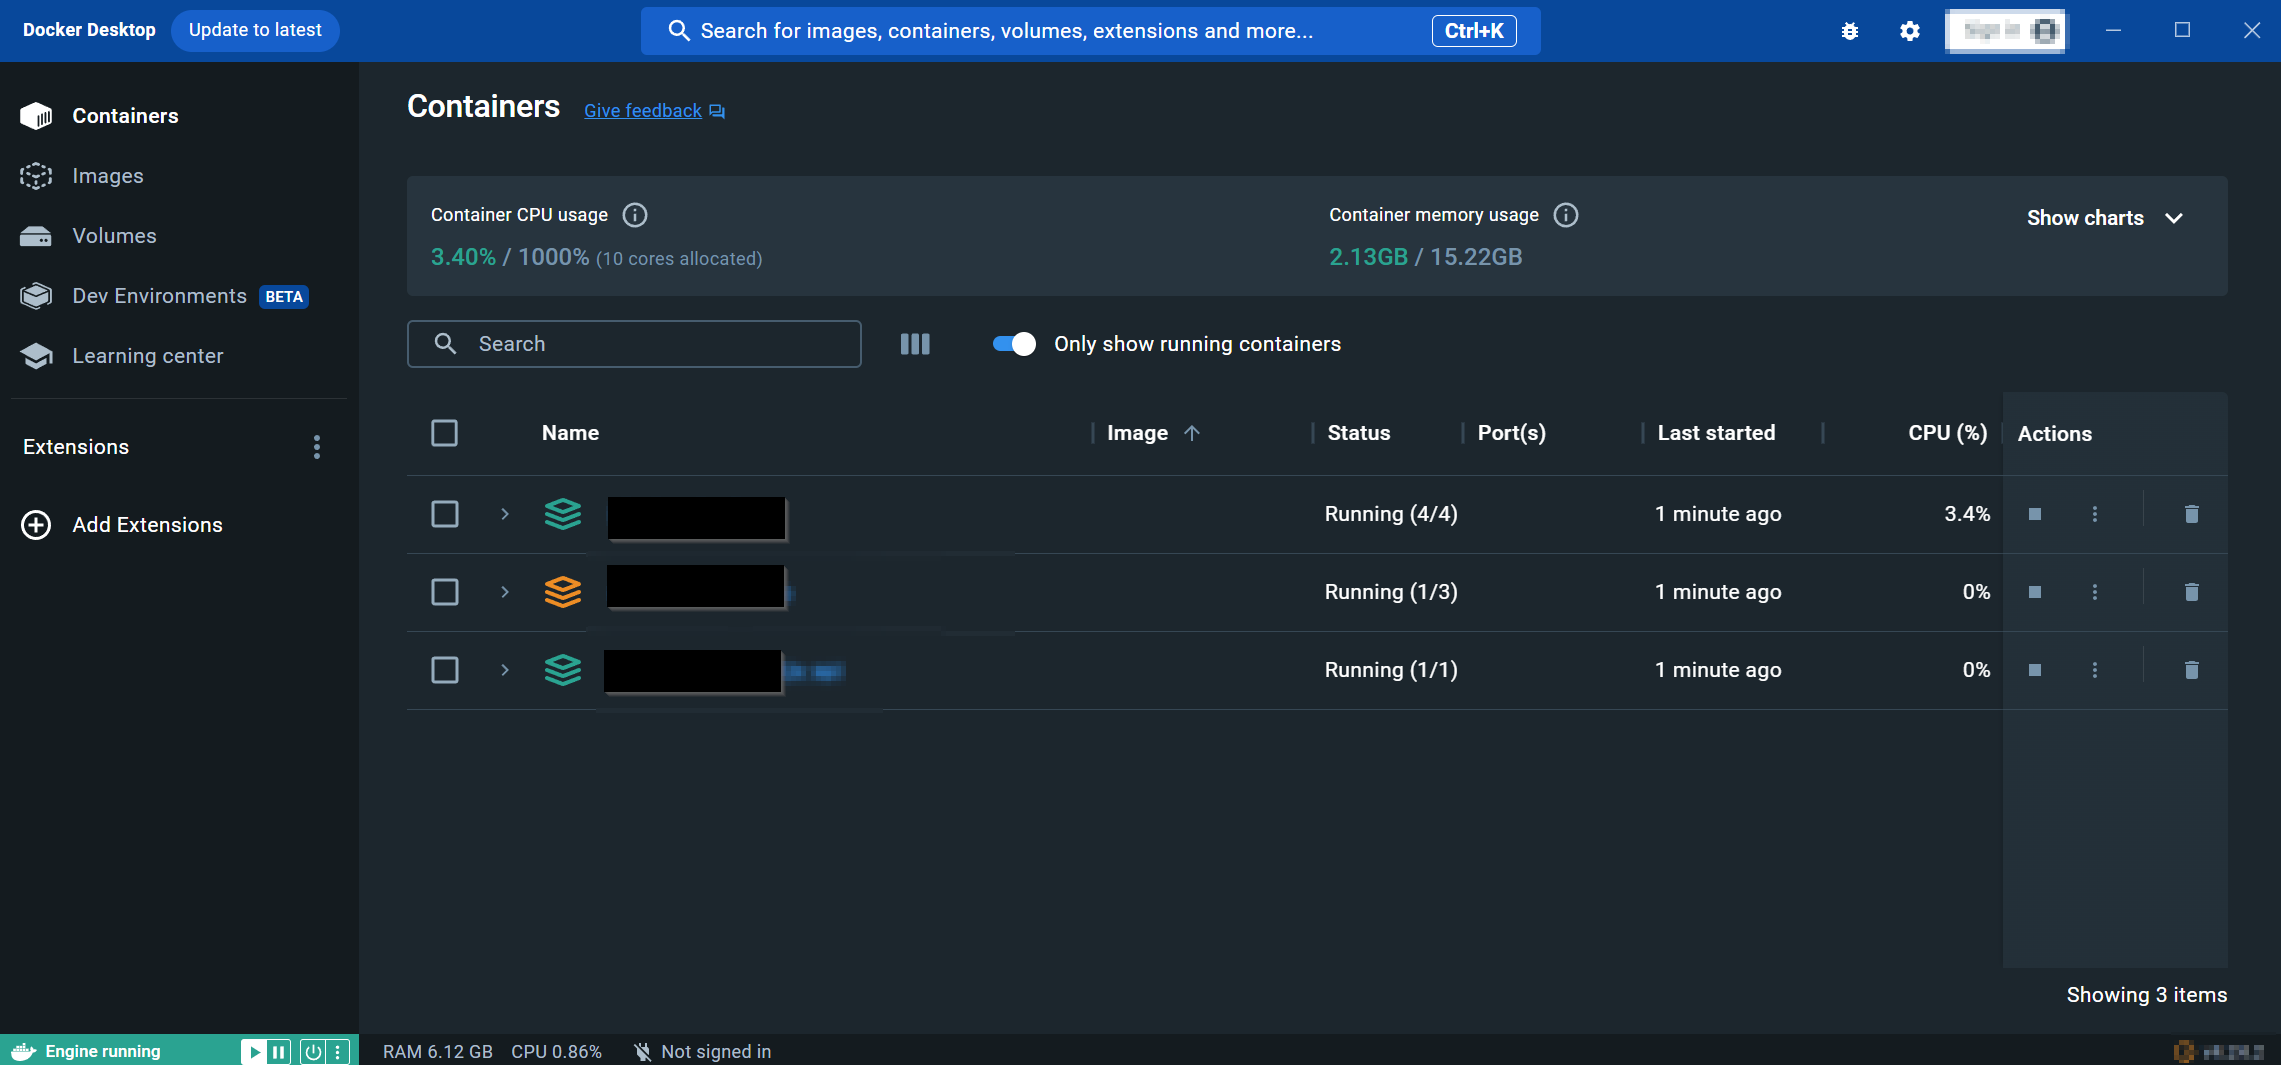 Docker Desktop
Update to latest
Search for images, containers, volumes, extensions and more...
Ctrl+K
Containers
Images
Volumes
Dev Environments BETA
Learning center
Extensions
Add Extensions
Containers
Give feedback
Container CPU usage
3.40% / 1000% (10 cores allocated)
Container memory usage
2.13GB / 15.22GB
Show charts
Search
Only show running containers
Name Image Status Port(s) Last started CPU (%) Actions
Running (4/4) 1 minute ago 3.4%
Running (1/3) 1 minute ago 0%
Running (1/1) 1 minute ago 0%
Showing 3 items
Engine running
RAM 6.12 GB CPU 0.86% Not signed in